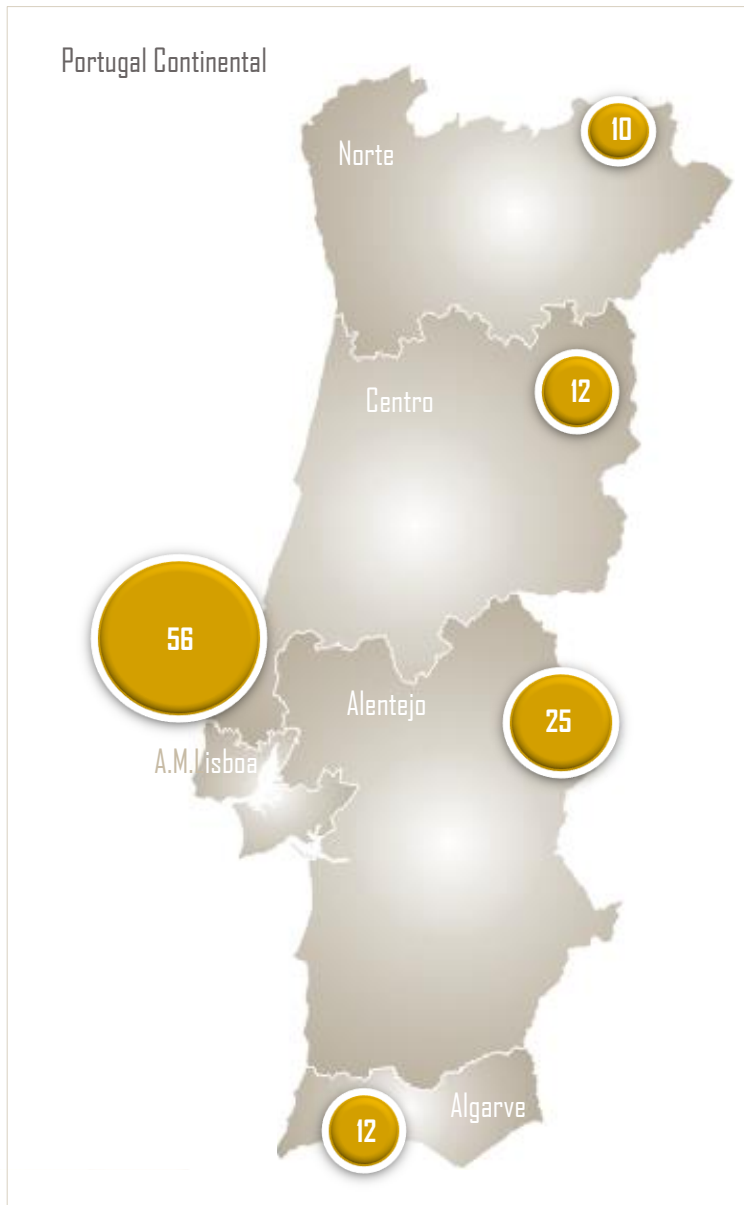 Portugal Continental
10
Norte
12
Centro
56
Alentejo
25
A.M.Lisboa
Algarve
12